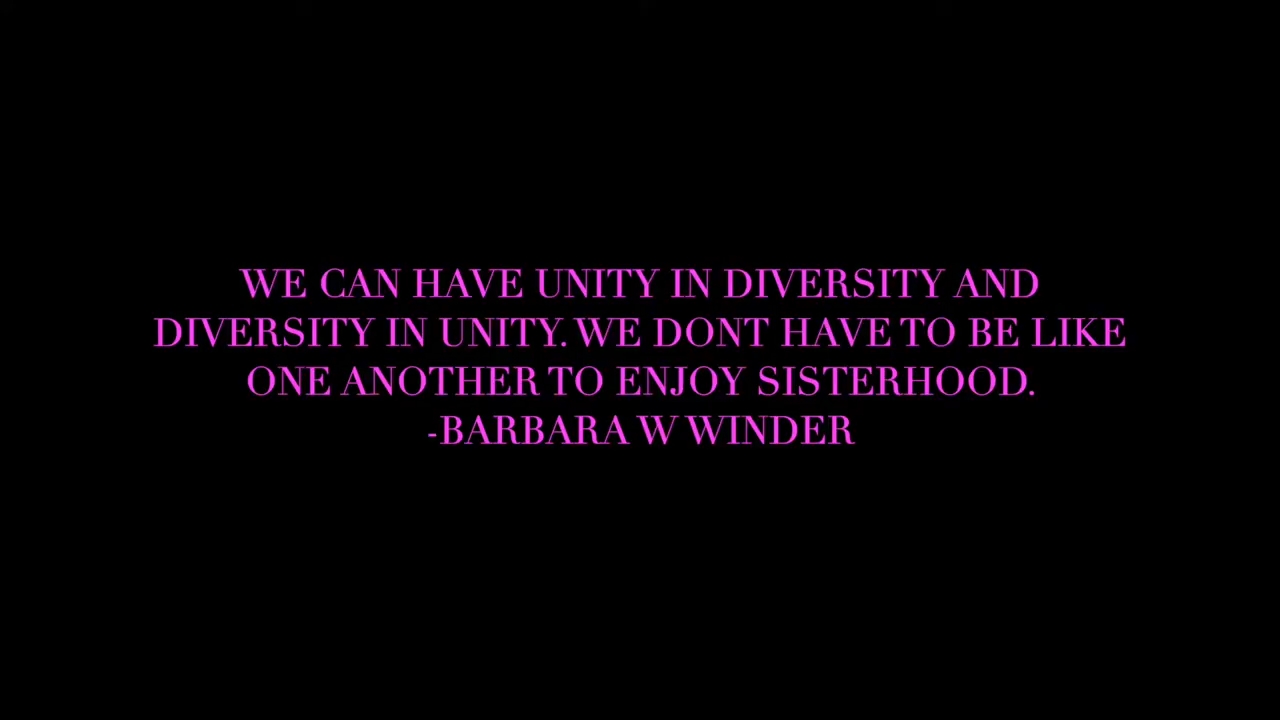 WE CAN HAVE UNITY IN DIVERSITY AND
DIVERSITY IN UNITY. WE DONT HAVE TO BE LIKE
ONE ANOTHER TO ENJOY SISTERHOOD.
-BARBARA W WINDER